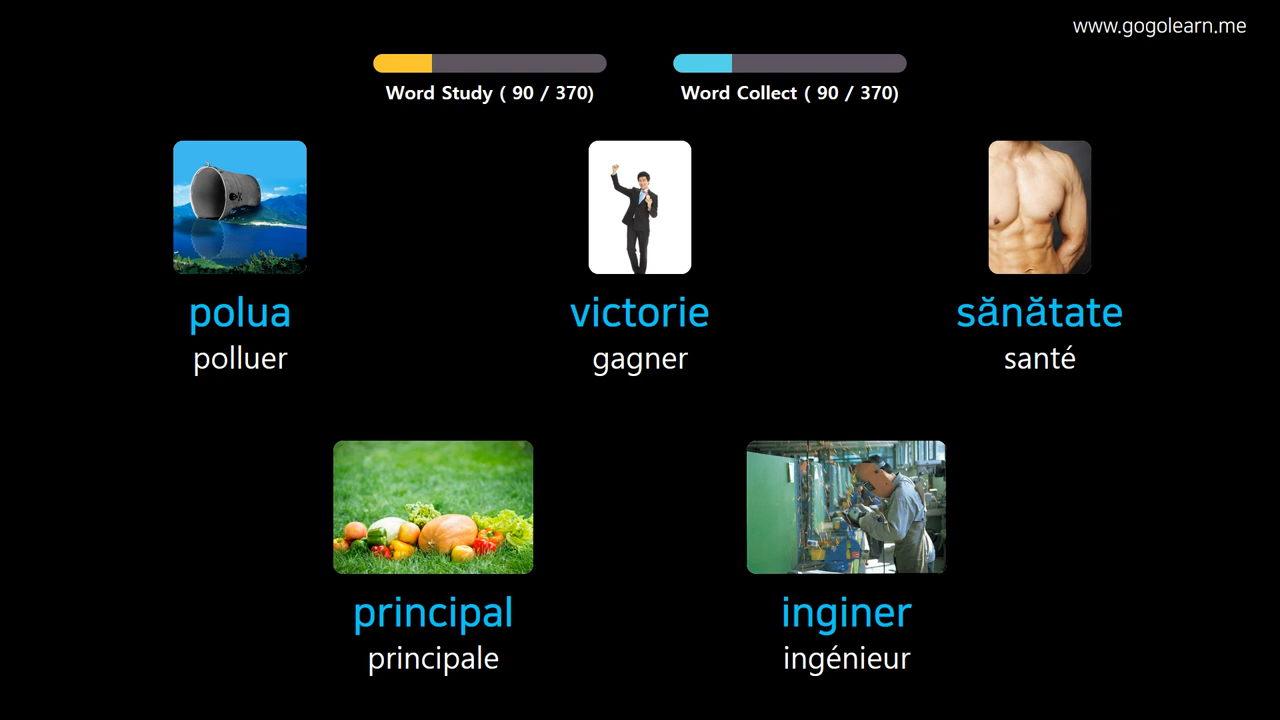 www.gogolearn.me
Word Study ( 90 / 370)
Word Collect ( 90 / 370)
polua
polluer
victorie
gagner
sănătate
santé
principal
principale
inginer
ingénieur